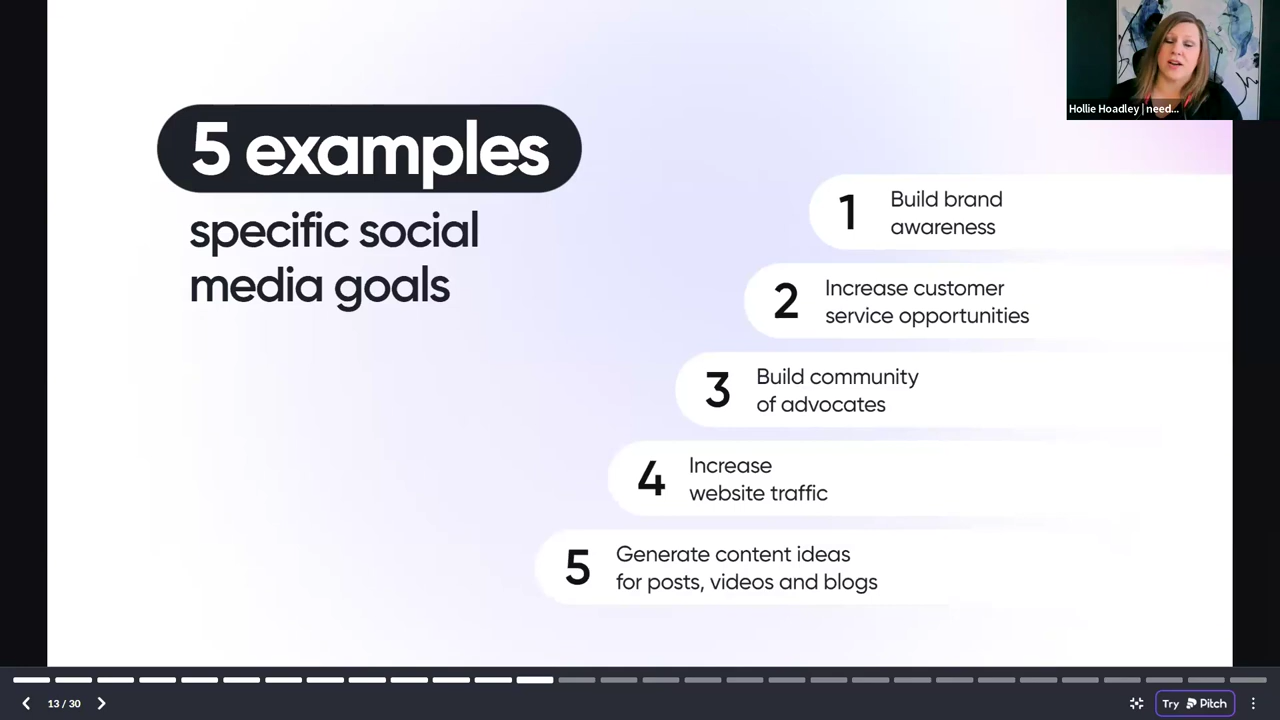 5 examples
specific social
media goals
1
Build brand
awareness
2
Increase customer
service opportunities
3
Build community
of advocates
4
Increase
website traffic
5
Generate content ideas
for posts, videos and blogs
Hollie Hoadley | need...
13 / 30
Try Pitch